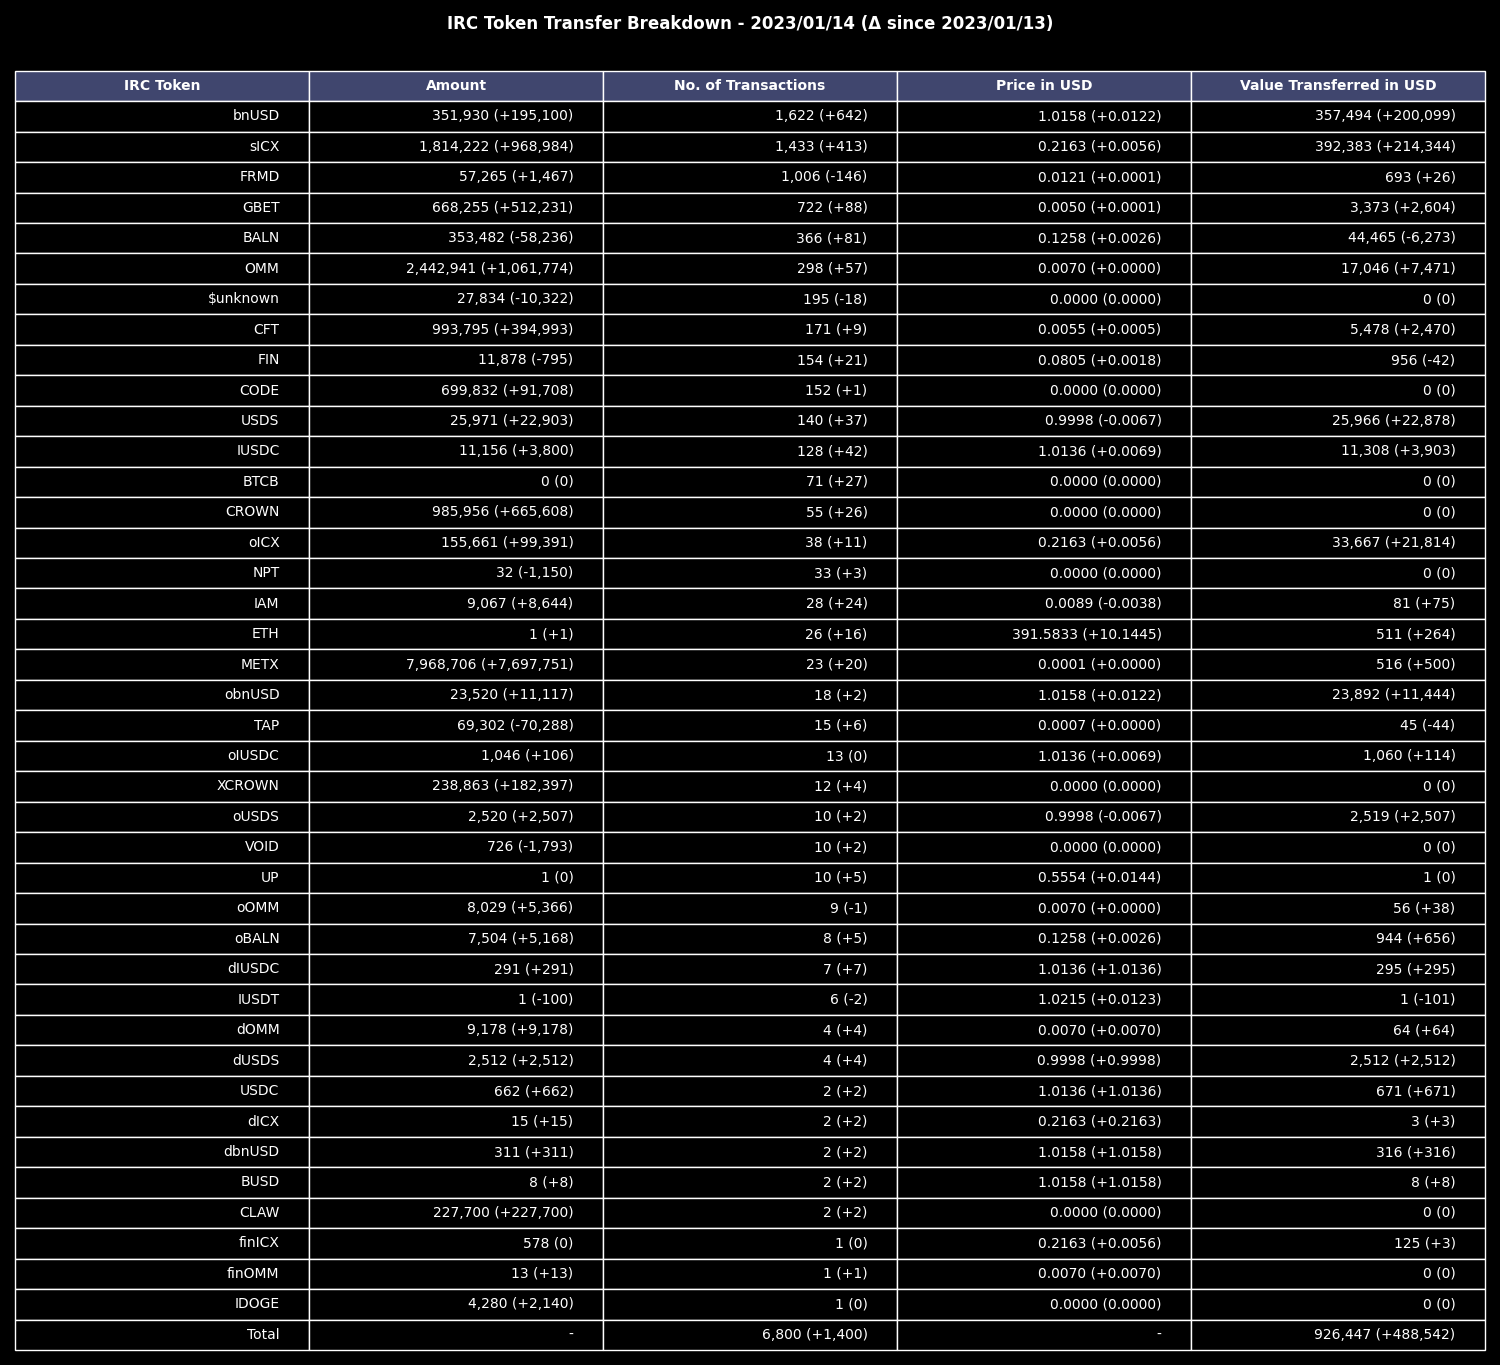 IRC Token Transfer Breakdown - 2023/01/14 (Δ since 2023/01/13)
IRC Token Amount No. of Transactions Price in USD Value Transferred in USD
bnUSD 351,930 (+195,100) 1,622 (+642) 1.0158 (+0.0122) 357,494 (+200,099)
sICX 1,814,222 (+968,984) 1,433 (+413) 0.2163 (+0.0056) 392,383 (+214,344)
FRMD 57,265 (+1,467) 1,006 (-146) 0.0121 (+0.0001) 693 (+26)
GBET 668,255 (+512,231) 722 (+88) 0.0050 (+0.0001) 3,373 (+2,604)
BALN 353,482 (-58,236) 366 (+81) 0.1258 (+0.0026) 44,465 (-6,273)
OMM 2,442,941 (+1,061,774) 298 (+57) 0.0070 (+0.0000) 17,046 (+7,471)
$unknown 27,834 (-10,322) 195 (-18) 0.0000 (0.0000) 0 (0)
CFT 993,795 (+394,993) 171 (+9) 0.0055 (+0.0005) 5,478 (+2,470)
FIN 11,878 (-795) 154 (+21) 0.0805 (+0.0018) 956 (-42)
CODE 699,832 (+91,708) 152 (+1) 0.0000 (0.0000) 0 (0)
USDS 25,971 (+22,903) 140 (+37) 0.9998 (-0.0067) 25,966 (+22,878)
IUSDC 11,156 (+3,800) 128 (+42) 1.0136 (+0.0069) 11,308 (+3,903)
BTCB 0 (0) 71 (+27) 0.0000 (0.0000) 0 (0)
CROWN 985,956 (+665,608) 55 (+26) 0.0000 (0.0000) 0 (0)
oICX 155,661 (+99,391) 38 (+11) 0.2163 (+0.0056) 33,667 (+21,814)
NPT 32 (-1,150) 33 (+3) 0.0000 (0.0000) 0 (0)
IAM 9,067 (+8,644) 28 (+24) 0.0089 (-0.0038) 81 (+75)
ETH 1 (+1) 26 (+16) 391.5833 (+10.1445) 511 (+264)
METX 7,968,706 (+7,697,751) 23 (+20) 0.0001 (+0.0000) 516 (+500)
obnUSD 23,520 (+11,117) 18 (+2) 1.0158 (+0.0122) 23,892 (+11,444)
TAP 69,302 (-70,288) 15 (+6) 0.0007 (+0.0000) 45 (-44)
oIUSDC 1,046 (+106) 13 (0) 1.0136 (+0.0069) 1,060 (+114)
XCROWN 238,863 (+182,397) 12 (+4) 0.0000 (0.0000) 0 (0)
oUSDS 2,520 (+2,507) 10 (+2) 0.9998 (-0.0067) 2,519 (+2,507)
VOID 726 (-1,793) 10 (+2) 0.0000 (0.0000) 0 (0)
UP 1 (0) 10 (+5) 0.5554 (+0.0144) 1 (0)
oOMM 8,029 (+5,366) 9 (-1) 0.0070 (+0.0000) 56 (+38)
oBALN 7,504 (+5,168) 8 (+5) 0.1258 (+0.0026) 944 (+656)
dIUSDC 291 (+291) 7 (+7) 1.0136 (+1.0136) 295 (+295)
IUSDT 1 (-100) 6 (-2) 1.0215 (+0.0123) 1 (-101)
dOMM 9,178 (+9,178) 4 (+4) 0.0070 (+0.0070) 64 (+64)
dUSDS 2,512 (+2,512) 4 (+4) 0.9998 (+0.9998) 2,512 (+2,512)
USDC 662 (+662) 2 (+2) 1.0136 (+1.0136) 671 (+671)
dICX 15 (+15) 2 (+2) 0.2163 (+0.2163) 3 (+3)
dbnUSD 311 (+311) 2 (+2) 1.0158 (+1.0158) 316 (+316)
BUSD 8 (+8) 2 (+2) 1.0158 (+1.0158) 8 (+8)
CLAW 227,700 (+227,700) 2 (+2) 0.0000 (0.0000) 0 (0)
finICX 578 (0) 1 (0) 0.2163 (+0.0056) 125 (+3)
finOMM 13 (+13) 1 (+1) 0.0070 (+0.0070) 0 (0)
IDOGE 4,280 (+2,140) 1 (0) 0.0000 (0.0000) 0 (0)
Total - 6,800 (+1,400) - 926,447 (+488,542)